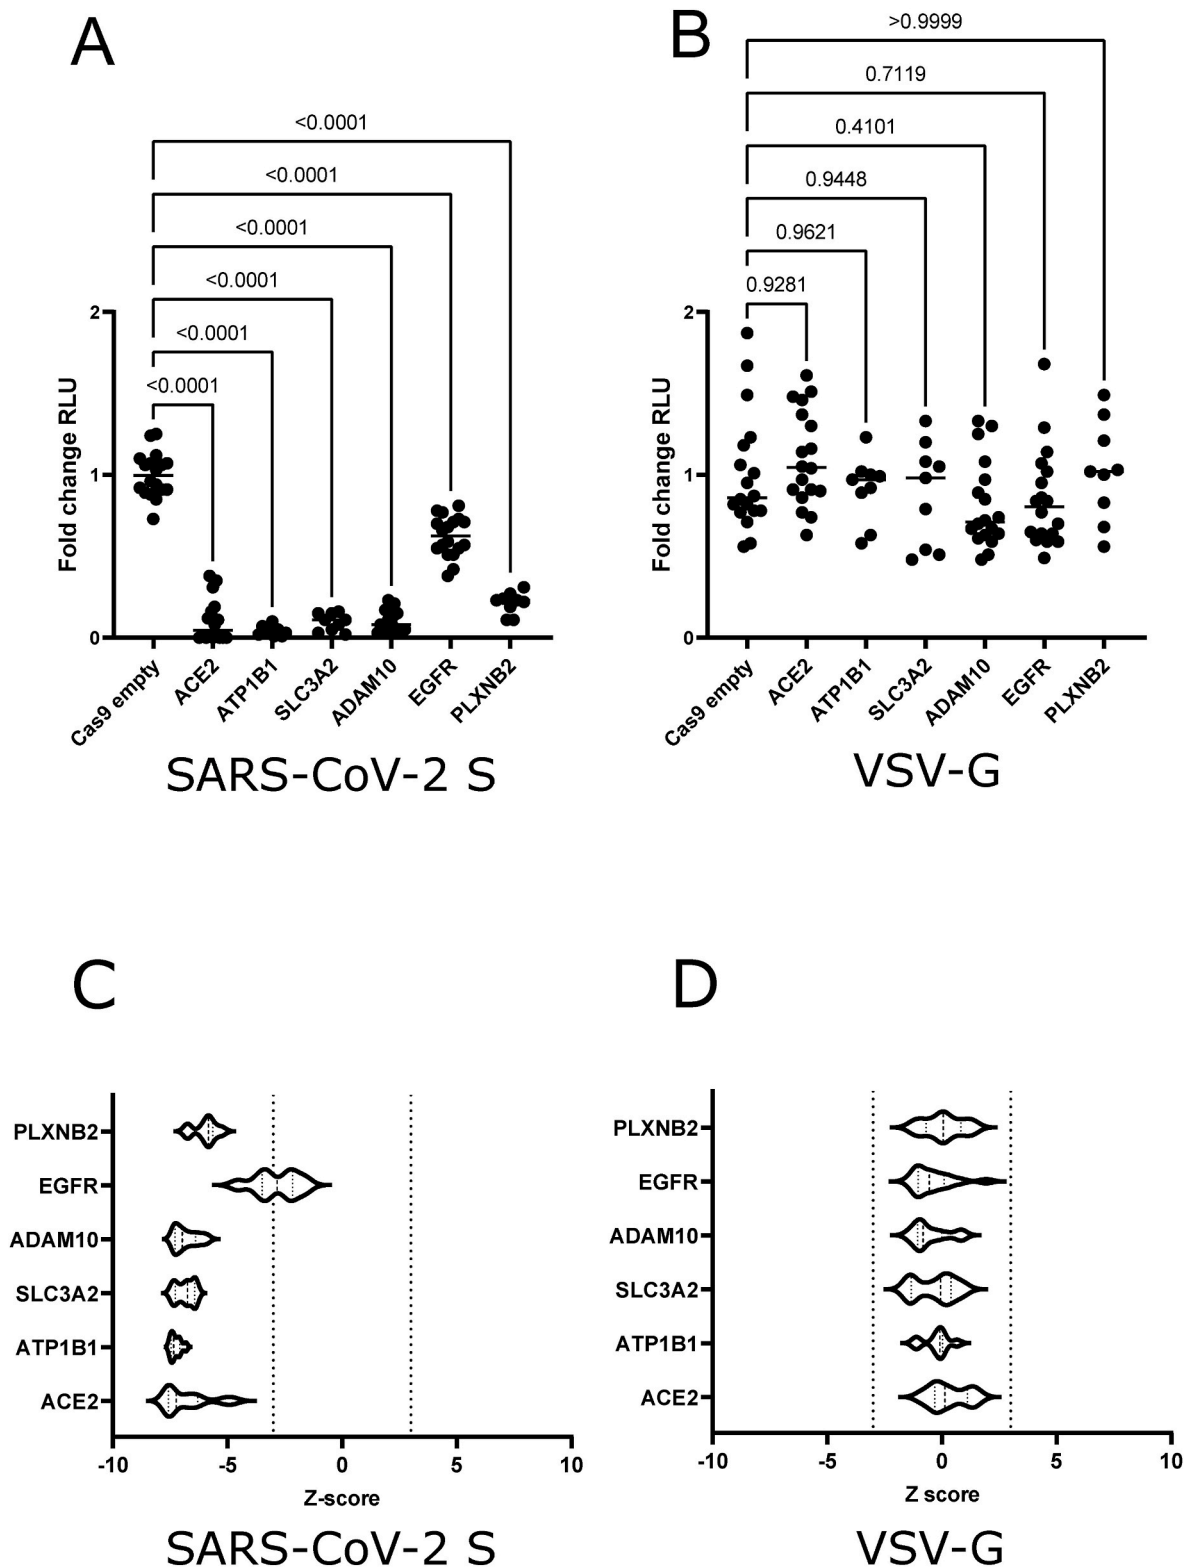 A
<0.0001
<0.0001
<0.0001
<0.0001
<0.0001
<0.0001
2
1
0
Fold change RLU
Cas9 empty
ACE2
ATP1B1
SLC3A2
ADAM10
EGFR
PLXNB2
SARS-CoV-2 S
B
>0.9999
0.7119
0.4101
0.9448
0.9621
0.9281
2
1
0
Fold change RLU
Cas9 empty
ACE2
ATP1B1
SLC3A2
ADAM10
EGFR
PLXNB2
VSV-G
C
PLXNB2
EGFR
ADAM10
SLC3A2
ATP1B1
ACE2
-10 -5 0 5 10
Z-score
SARS-CoV-2 S
D
PLXNB2
EGFR
ADAM10
SLC3A2
ATP1B1
ACE2
-10 -5 0 5 10
Z score
VSV-G